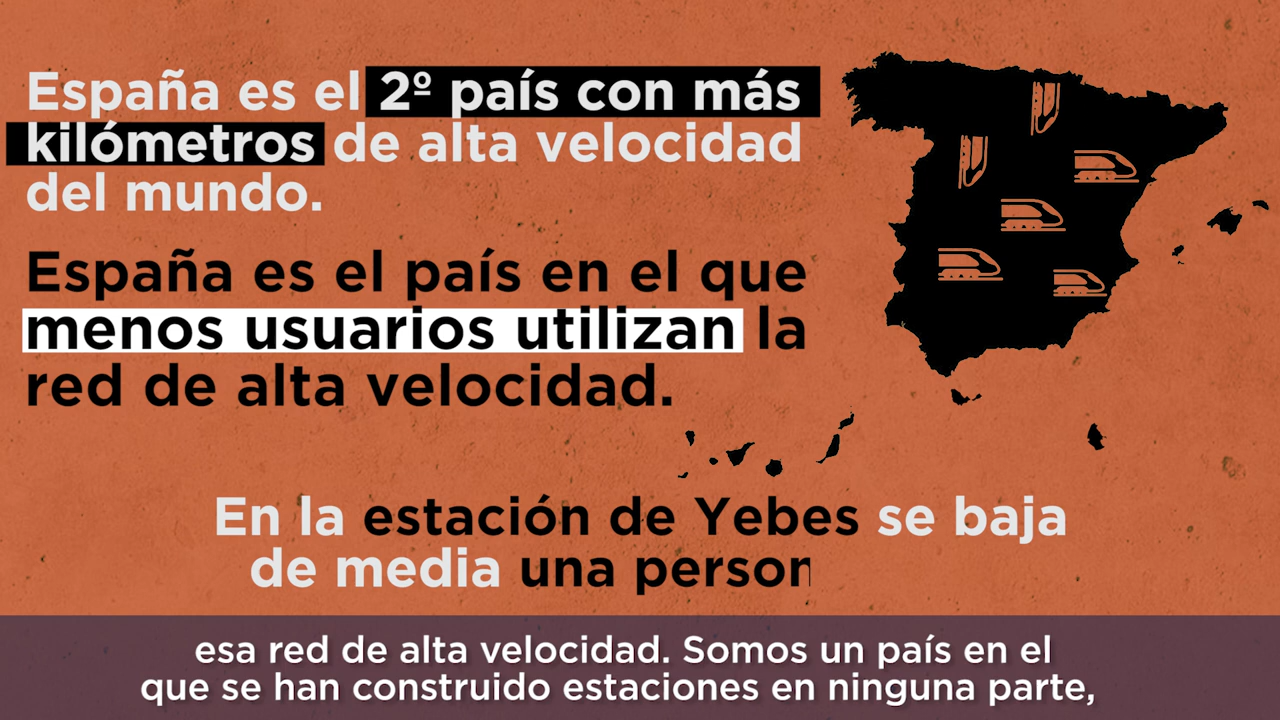 España es el 2º país con más
kilómetros de alta velocidad
del mundo.
España es el país en el que
menos usuarios utilizan la
red de alta velocidad.
En la estación de Yebes se baja
de media una person
esa red de alta velocidad. Somos un país en el
que se han construido estaciones en ninguna parte,